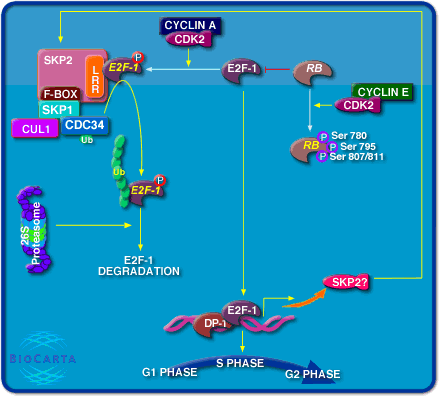 CYCLIN A
CDK2
SKP2
LRR
E2F-1
P
E2F-1
RB
F-BOX
SKP1
CUL1
CDC34
Ub
CYCLIN E
CDK2
RB
P Ser 780
P Ser 795
P Ser 807/811
Ub
E2F-1
P
26S
Proteasome
E2F-1
DEGRADATION
SKP2?
E2F-1
DP-1
G1 PHASE
S PHASE
G2 PHASE
BIOCARTA